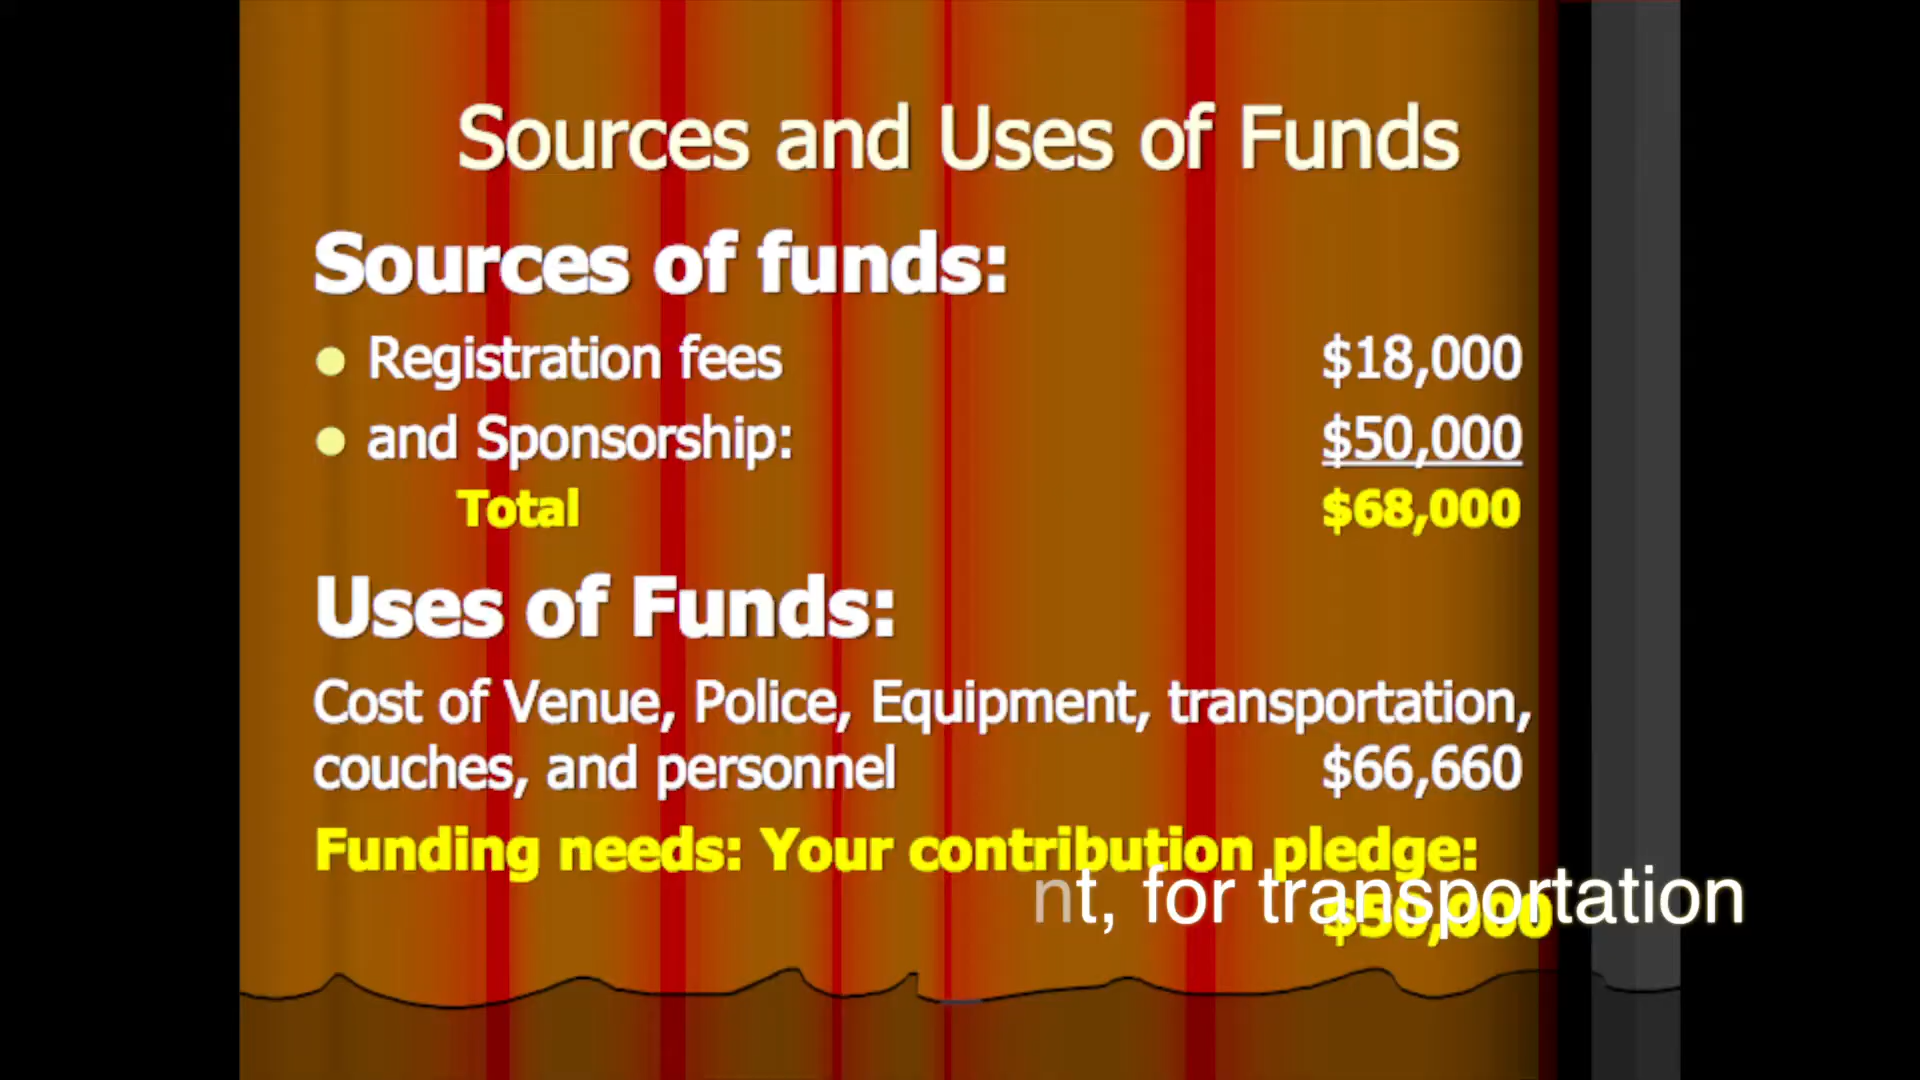 Sources and Uses of Funds
Sources of funds:
Registration fees $18,000
and Sponsorship: $50,000
Total $68,000
Uses of Funds:
Cost of Venue, Police, Equipment, transportation,
couches, and personnel $66,660
Funding needs: Your contribution pledge:
$50,000
nt, for transportation